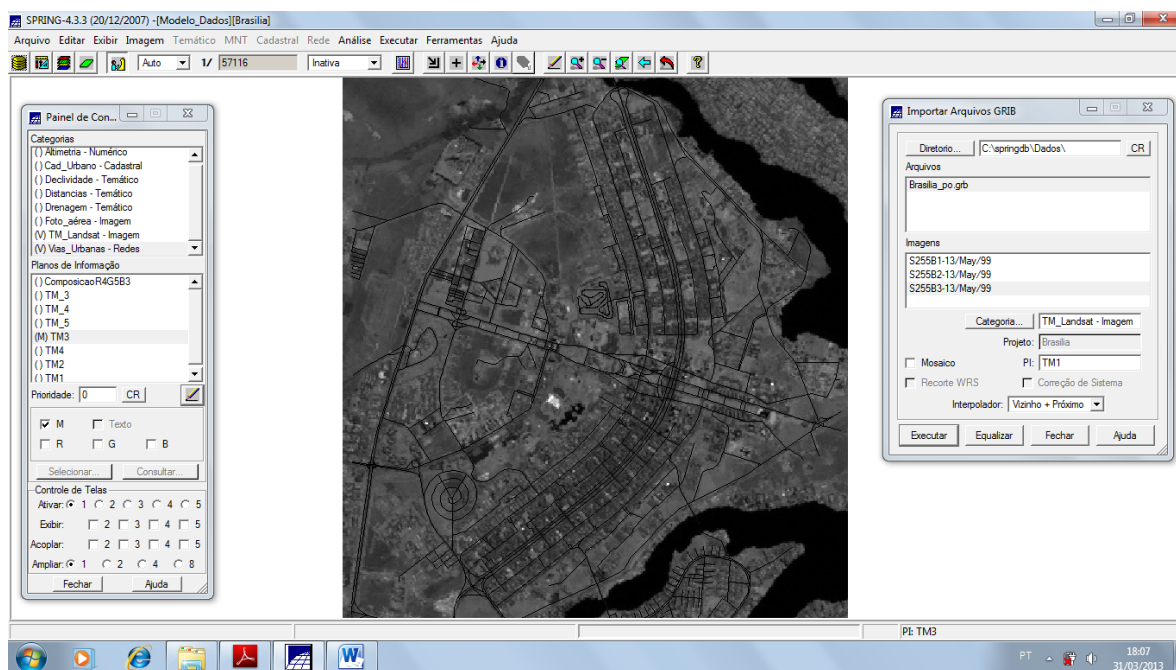 SPRING-4.3.3 (20/12/2007) -[Modelo_Dados][Brasilia]
Arquivo Editar Exibir Imagem Temático MNT Cadastral Rede Análise Executar Ferramentas Ajuda
Auto 1/ 57116 Inativa
Painel de Con...
Categorias
( ) Altimetria - Numérico
( ) Cad_Urbano - Cadastral
( ) Declividade - Temático
( ) Distancias - Temático
( ) Drenagem - Temático
( ) Foto_aérea - Imagem
(V) TM_Landsat - Imagem
(V) Vias_Urbanas - Redes
Planos de Informação
( ) ComposicaoR4G5B3
( ) TM_3
( ) TM_4
( ) TM_5
(M) TM3
( ) TM4
( ) TM2
( ) TM1
Prioridade: 0 CR
M Texto
R G B
Selecionar... Consultar...
Controle de Telas
Ativar: 1 2 3 4 5
Exibir: 2 3 4 5
Acoplar: 2 3 4 5
Ampliar: 1 2 4 8
Fechar Ajuda
Importar Arquivos GRIB
Diretorio... C:\springdb\Dados\ CR
Arquivos
Brasilia_po.grb
Imagens
S255B1-13/May/99
S255B2-13/May/99
S255B3-13/May/99
Categoria... TM_Landsat - Imagem
Projeto: Brasilia
Mosaico PI: TM1
Recorte WRS Correção de Sistema
Interpolador: Vizinho + Próximo
Executar Equalizar Fechar Ajuda
PI: TM3
PT 18:07
31/03/2011